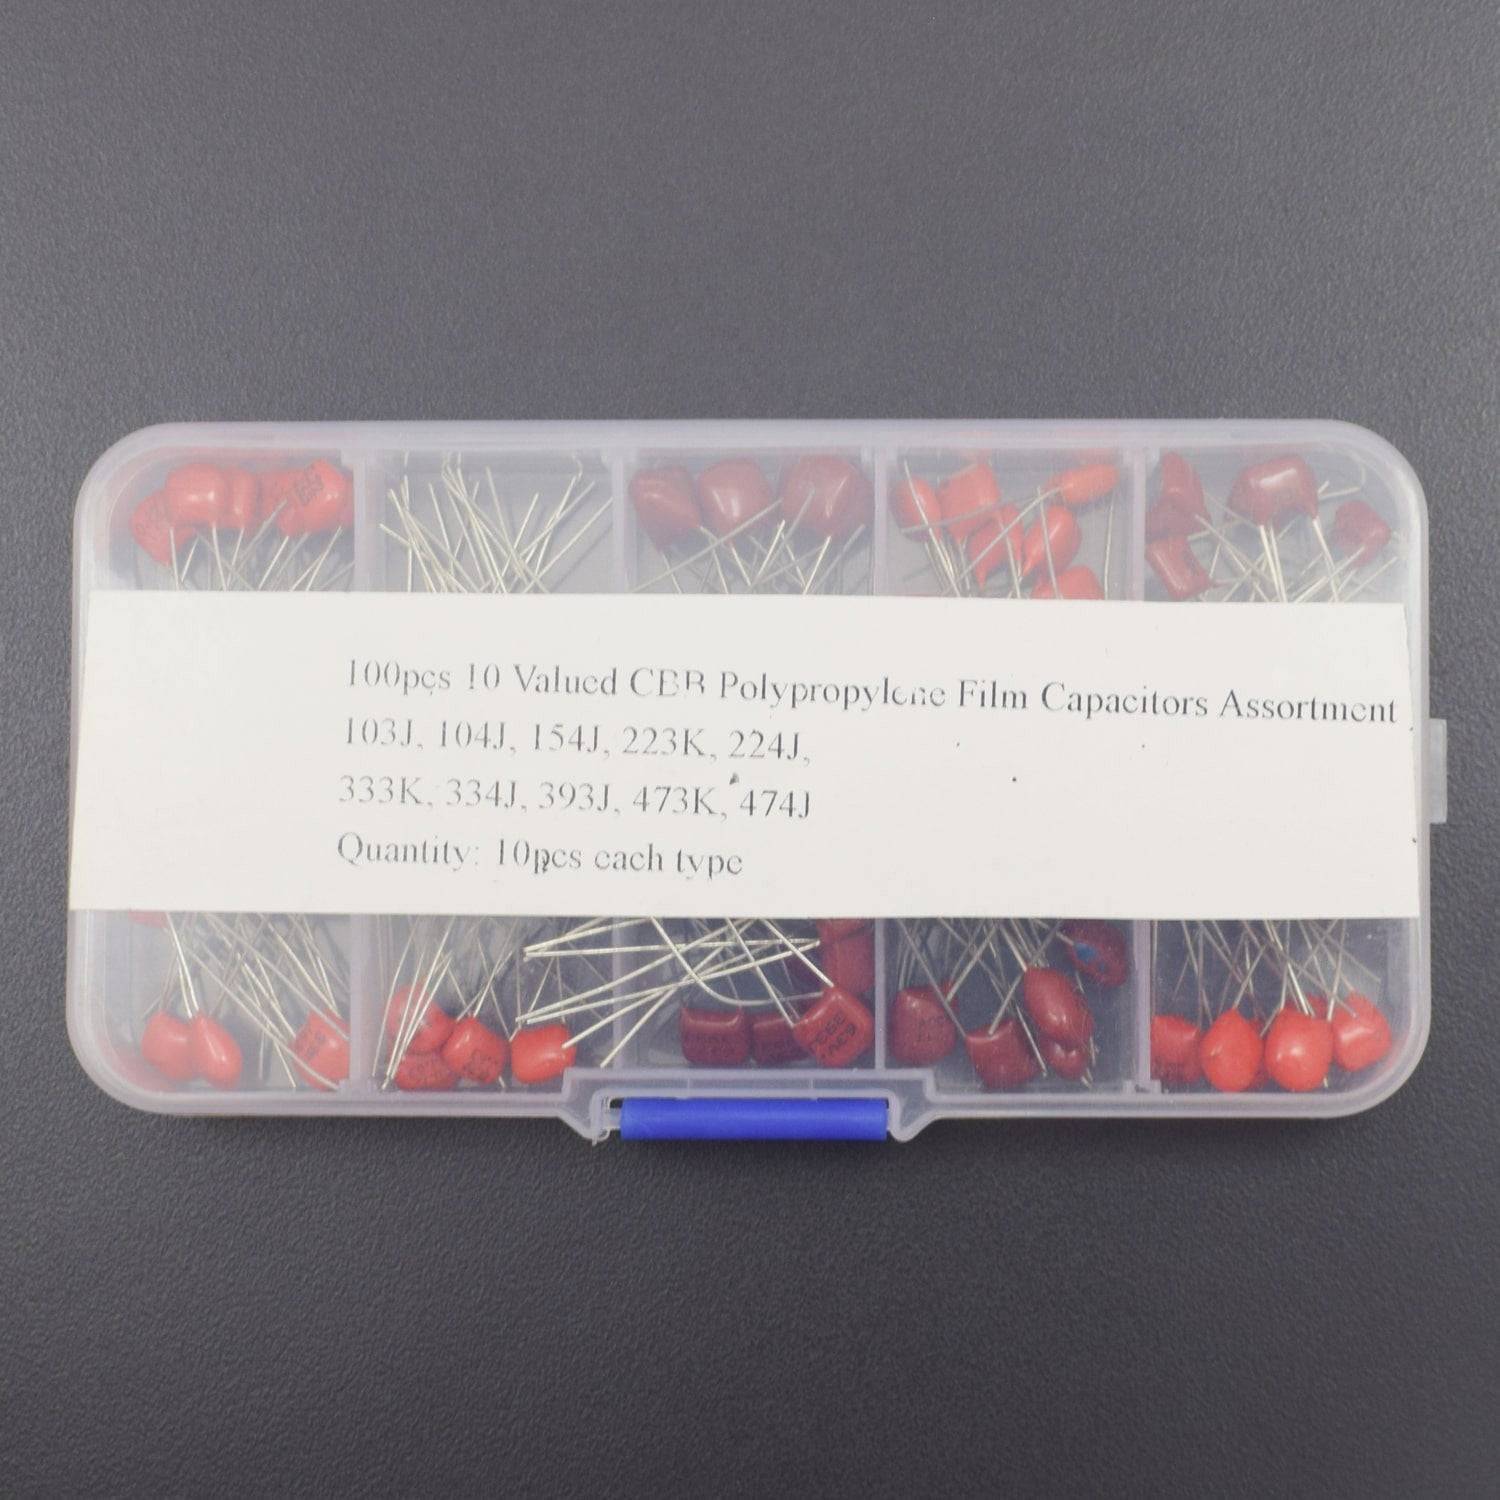 100pcs 10 Valued CBB Polypropylene Film Capacitors Assortment
103J, 104J, 154J, 223K, 224J,
333K, 334J, 393J, 473K, 474J
Quantity: 10pcs each type